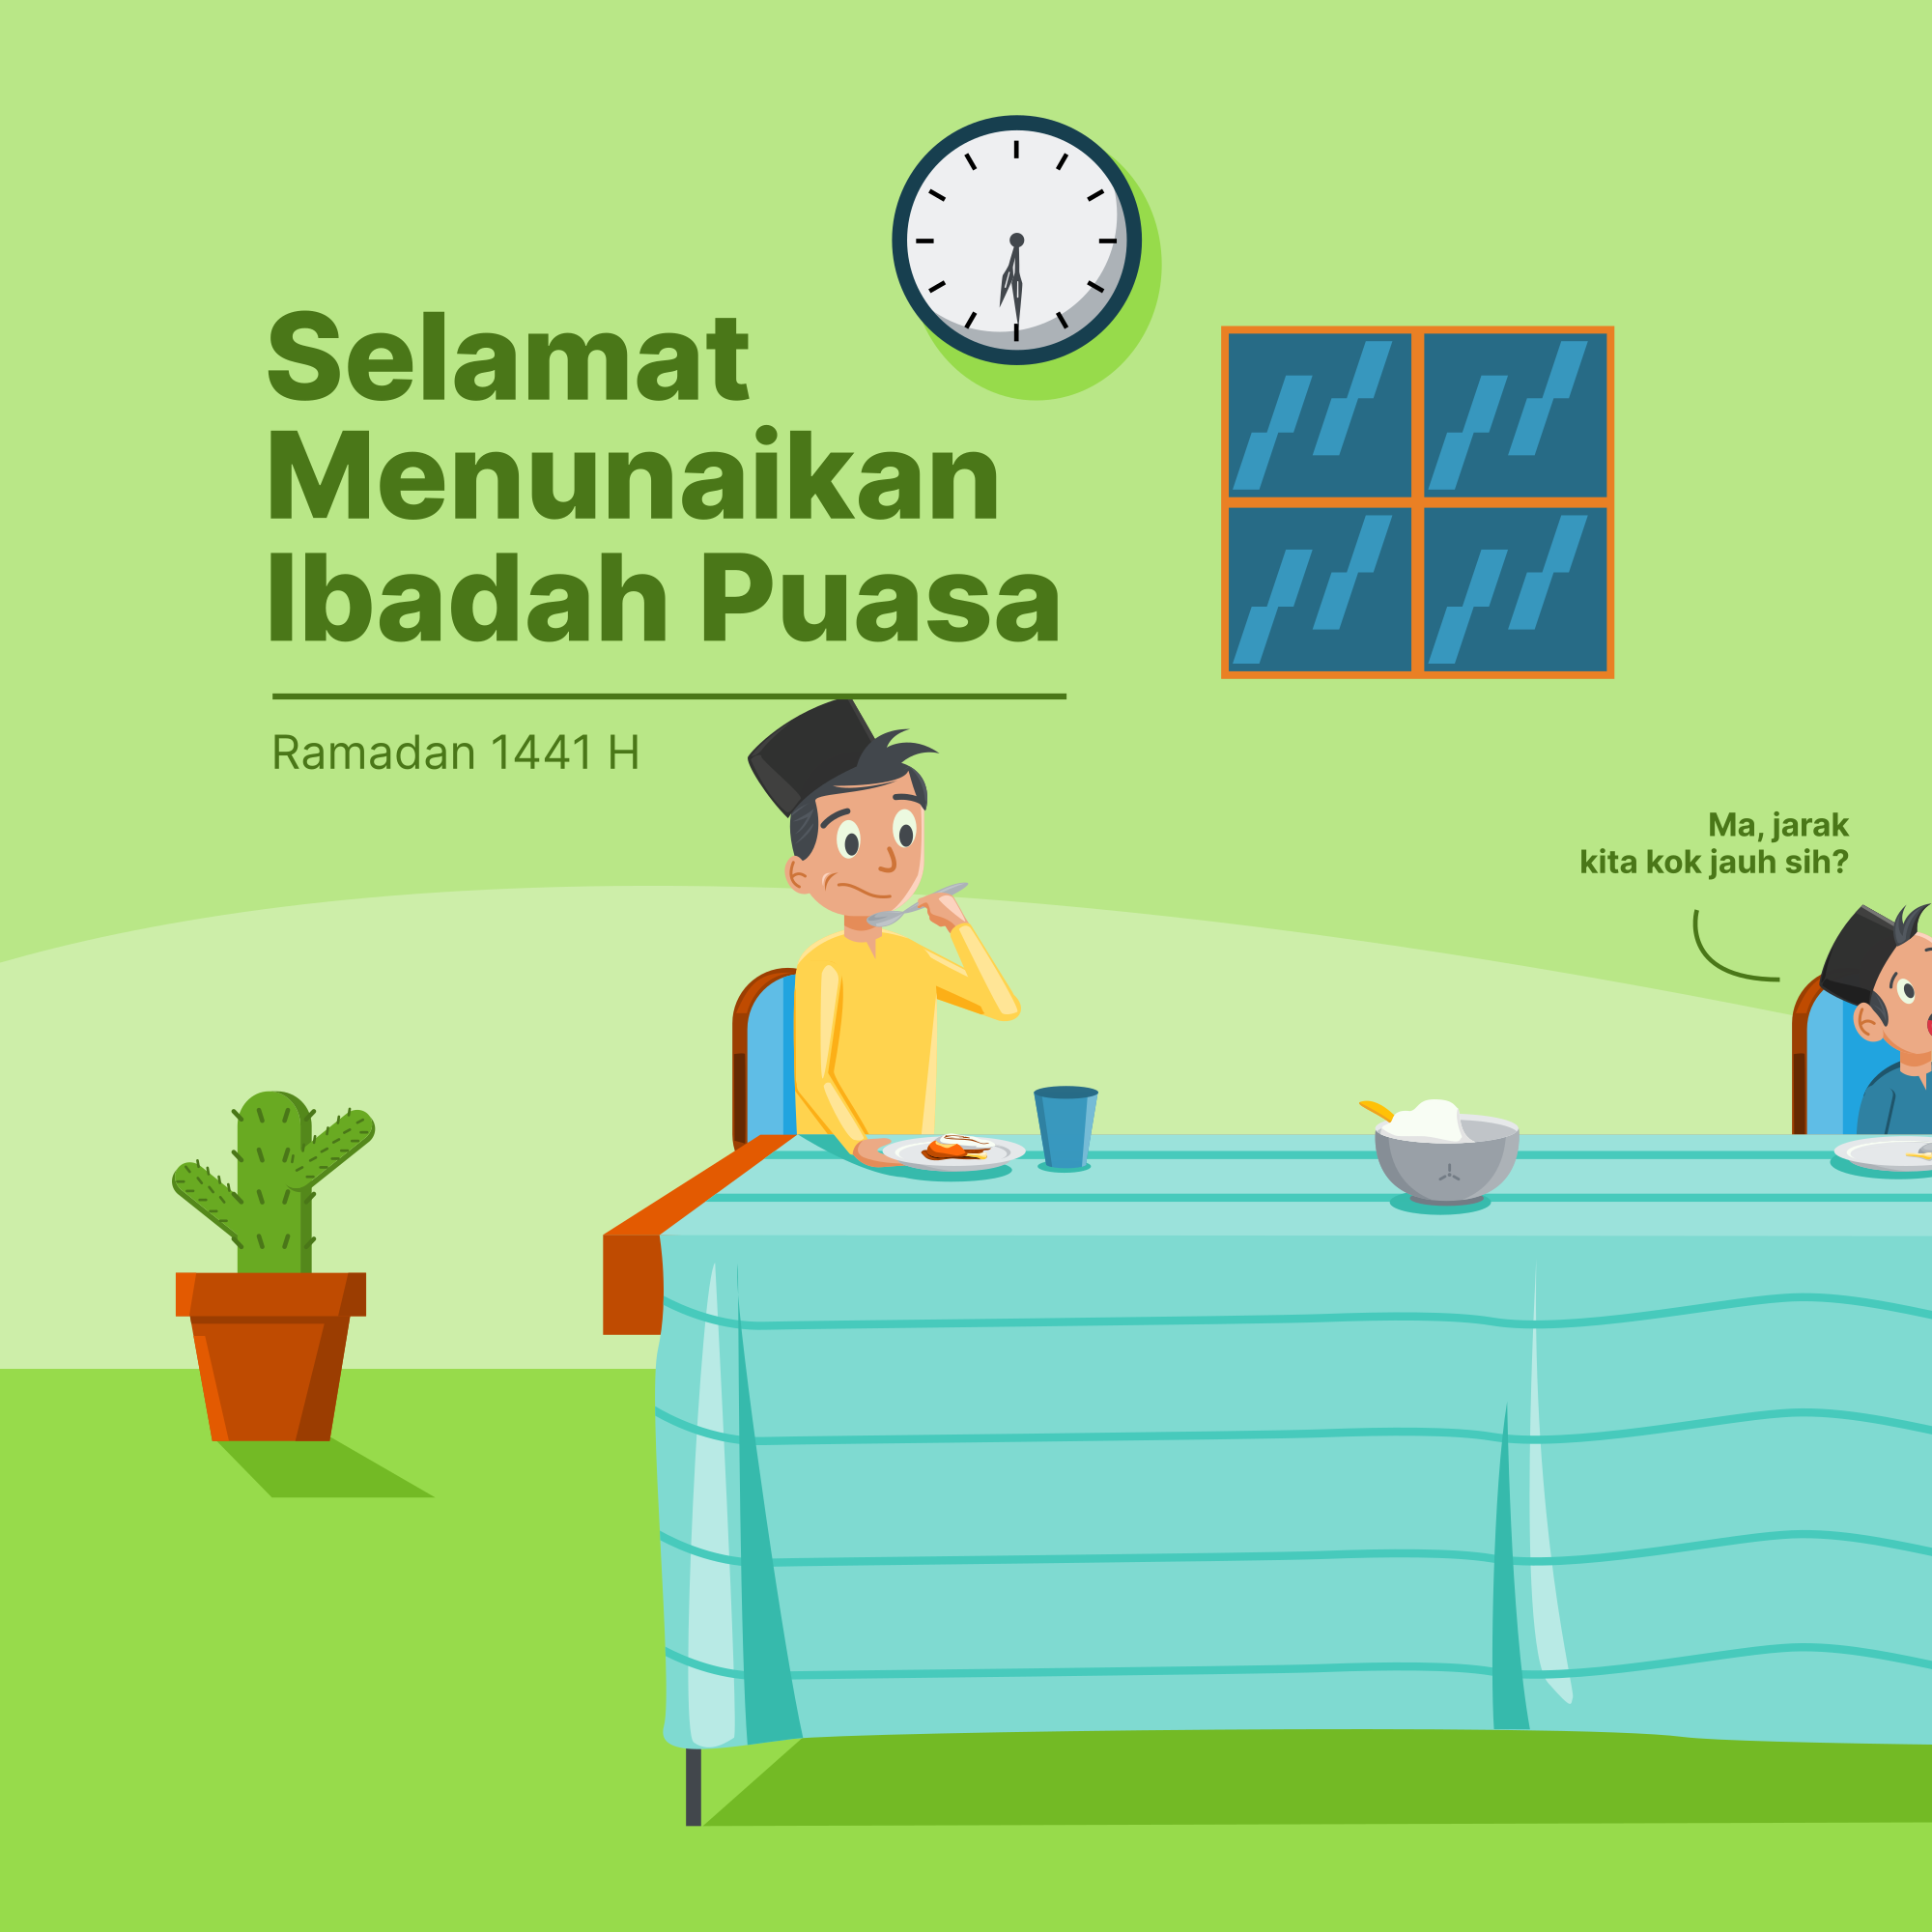 Selamat
Menunaikan
Ibadah Puasa
Ramadan 1441 H
Ma, jarak
kita kok jauh sih?